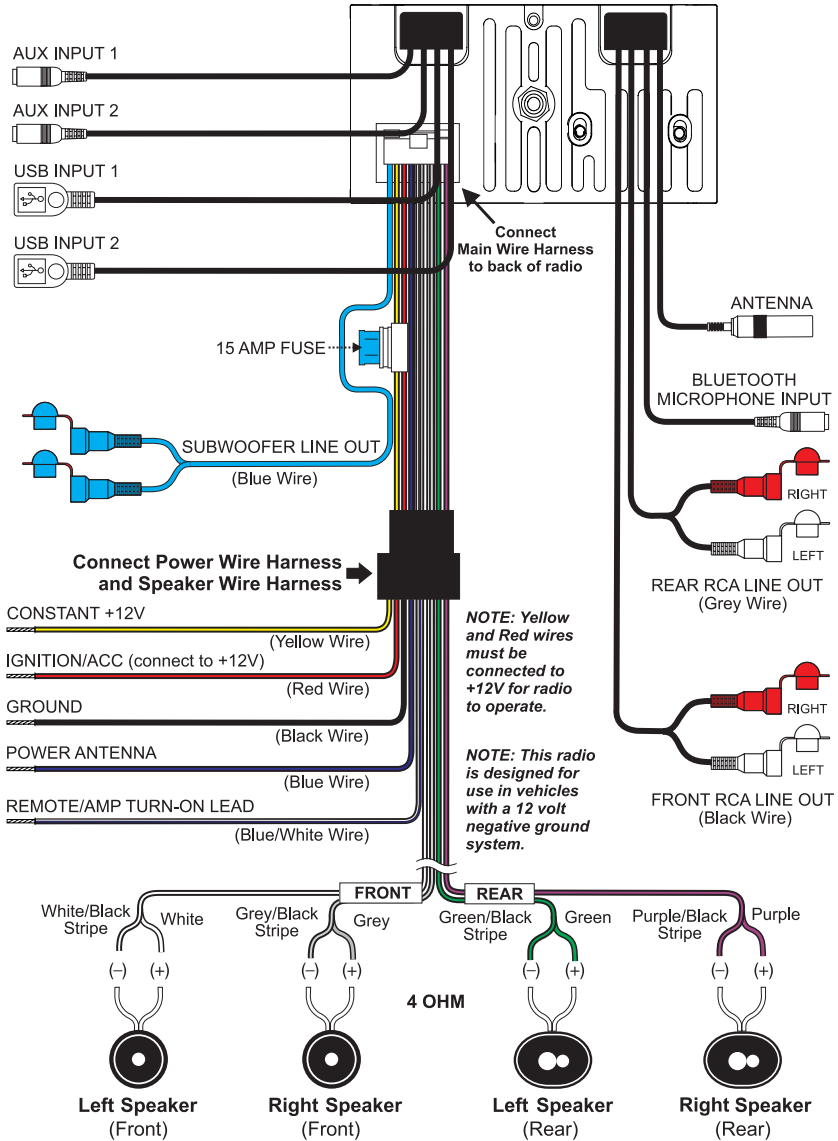 AUX INPUT 1
AUX INPUT 2
USB INPUT 1
USB INPUT 2
Connect
Main Wire Harness
to back of radio
ANTENNA
15 AMP FUSE
BLUETOOTH
MICROPHONE INPUT
SUBWOOFER LINE OUT
(Blue Wire)
RIGHT
LEFT
REAR RCA LINE OUT
(Grey Wire)
Connect Power Wire Harness
and Speaker Wire Harness
CONSTANT +12V
(Yellow Wire)
IGNITION/ACC (connect to +12V)
(Red Wire)
GROUND
(Black Wire)
POWER ANTENNA
(Blue Wire)
REMOTE/AMP TURN-ON LEAD
(Blue/White Wire)
NOTE: Yellow
and Red wires
must be
connected to
+12V for radio
to operate.
NOTE: This radio
is designed for
use in vehicles
with a 12 volt
negative ground
system.
RIGHT
LEFT
FRONT RCA LINE OUT
(Black Wire)
FRONT
REAR
White/Black
Stripe
White
Grey/Black
Stripe
Grey
Green/Black
Stripe
Green
Purple/Black
Stripe
Purple
(–) (+)
(–) (+)
(–) (+)
(–) (+)
4 OHM
Left Speaker
(Front)
Right Speaker
(Front)
Left Speaker
(Rear)
Right Speaker
(Rear)